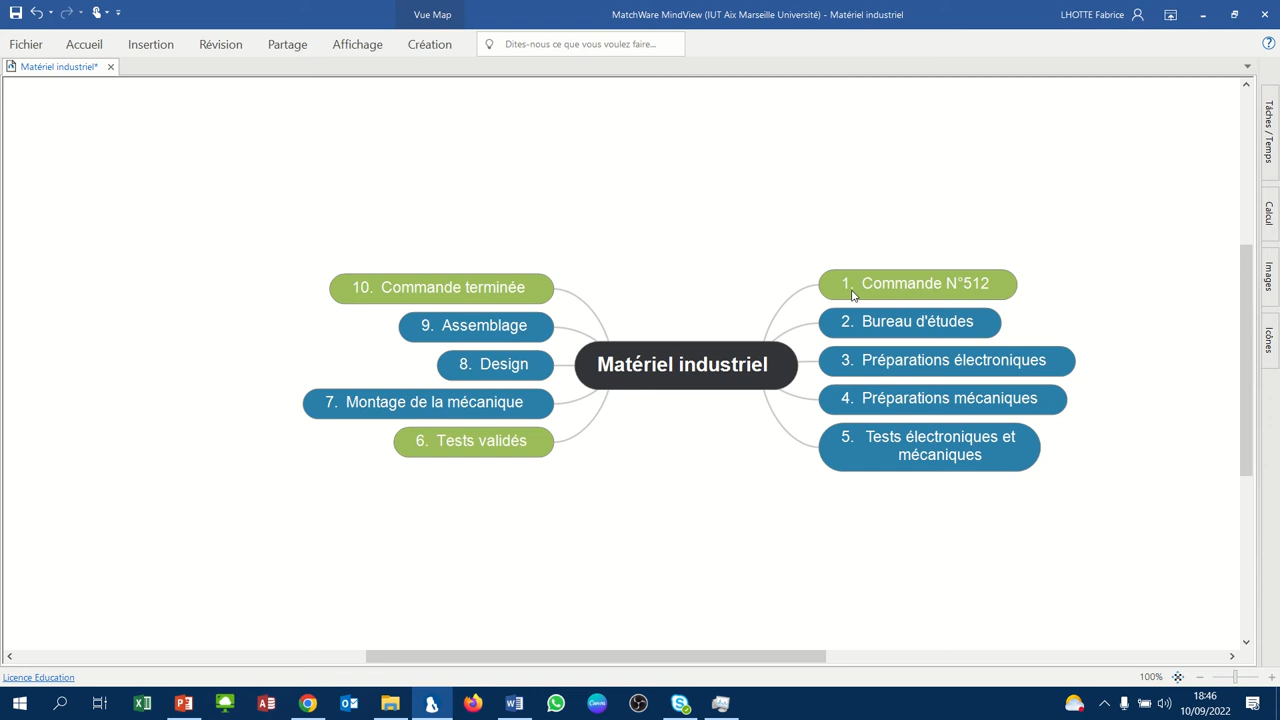 Vue Map
MatchWare MindView (IUT Aix Marseille Université) - Matériel industriel
LHOTTE Fabrice
Fichier
Accueil
Insertion
Révision
Partage
Affichage
Création
Dites-nous ce que vous voulez faire...
Matériel industriel*
Tâches / Temps
Calcul
Images
Icônes
10. Commande terminée
9. Assemblage
8. Design
7. Montage de la mécanique
6. Tests validés
Matériel industriel
1. Commande N°512
2. Bureau d'études
3. Préparations électroniques
4. Préparations mécaniques
5. Tests électroniques et
mécaniques
Licence Education
100%
18:46
10/09/2022